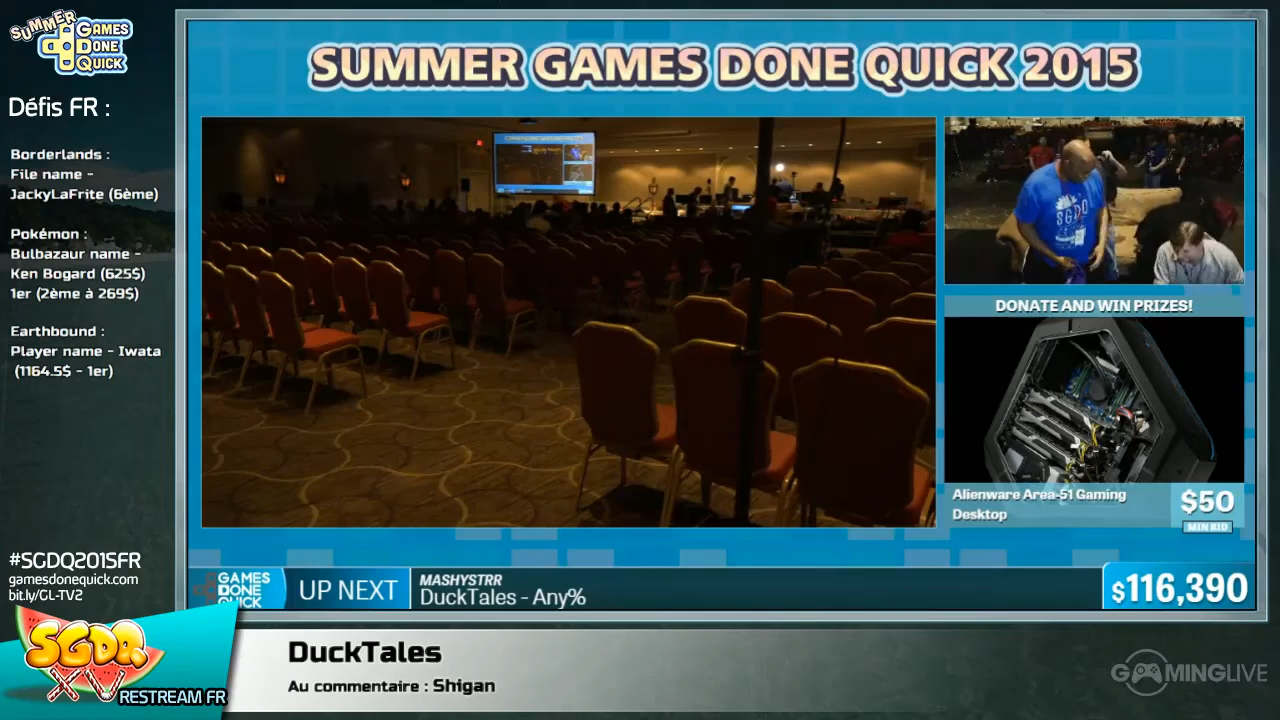 SUMMER
GAMES
DONE
QUICK
Défis FR :
Borderlands :
File name -
JackyLaFrite (6ème)
Pokémon :
Bulbazaur name -
Ken Bogard (625$)
1er (2ème à 269$)
Earthbound :
Player name - Iwata
(1164.5$ - 1er)
#SGDQ2015FR
gamesdonequick.com
bit.ly/GL-TV2
SGDQ
XV
RESTREAM FR
SUMMER GAMES DONE QUICK 2015
SGDQ
DONATE AND WIN PRIZES!
Alienware Area-51 Gaming
Desktop
$50
MIN BID
GAMES
DONE
QUICK
UP NEXT
MASHYSTRR
DuckTales - Any%
$116,390
DuckTales
Au commentaire : Shigan
GAMINGLIVE